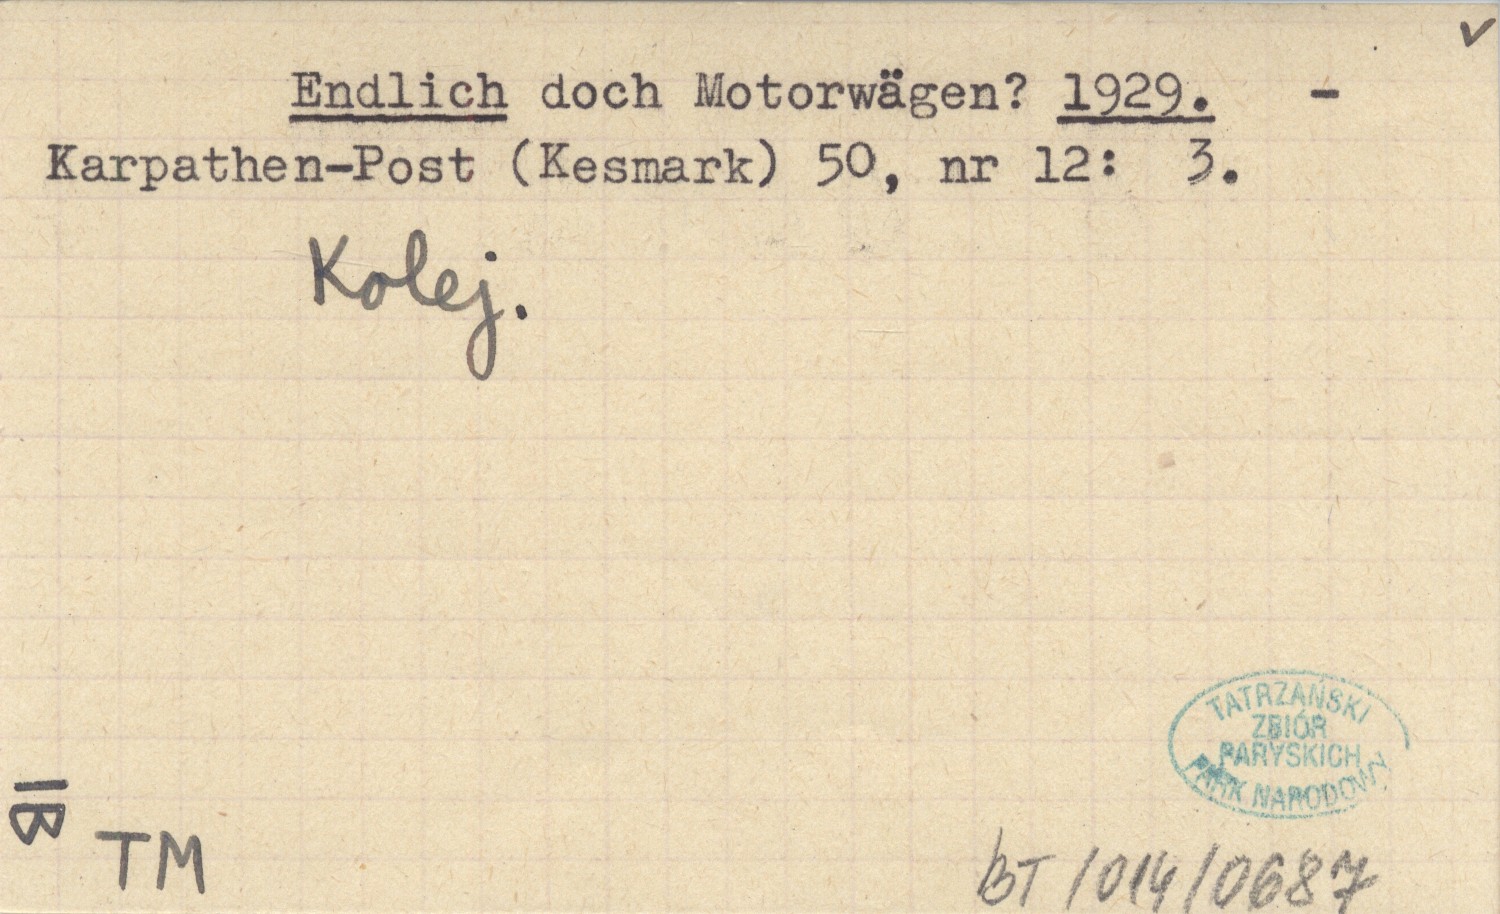 Endlich doch Motorwägen? 1929. -
Karpathen-Post (Kesmark) 50, nr 12: 3.
Kolej.
TATRZAŃSKI
ZBIÓR
PARYSKICH
PARK NARODOWY
IB
TM
BT/014/0687